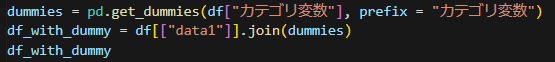 dummies = pd.get_dummies(df["カテゴリ変数"], prefix = "カテゴリ変数")
df_with_dummy = df[["data1"]].join(dummies)
df_with_dummy